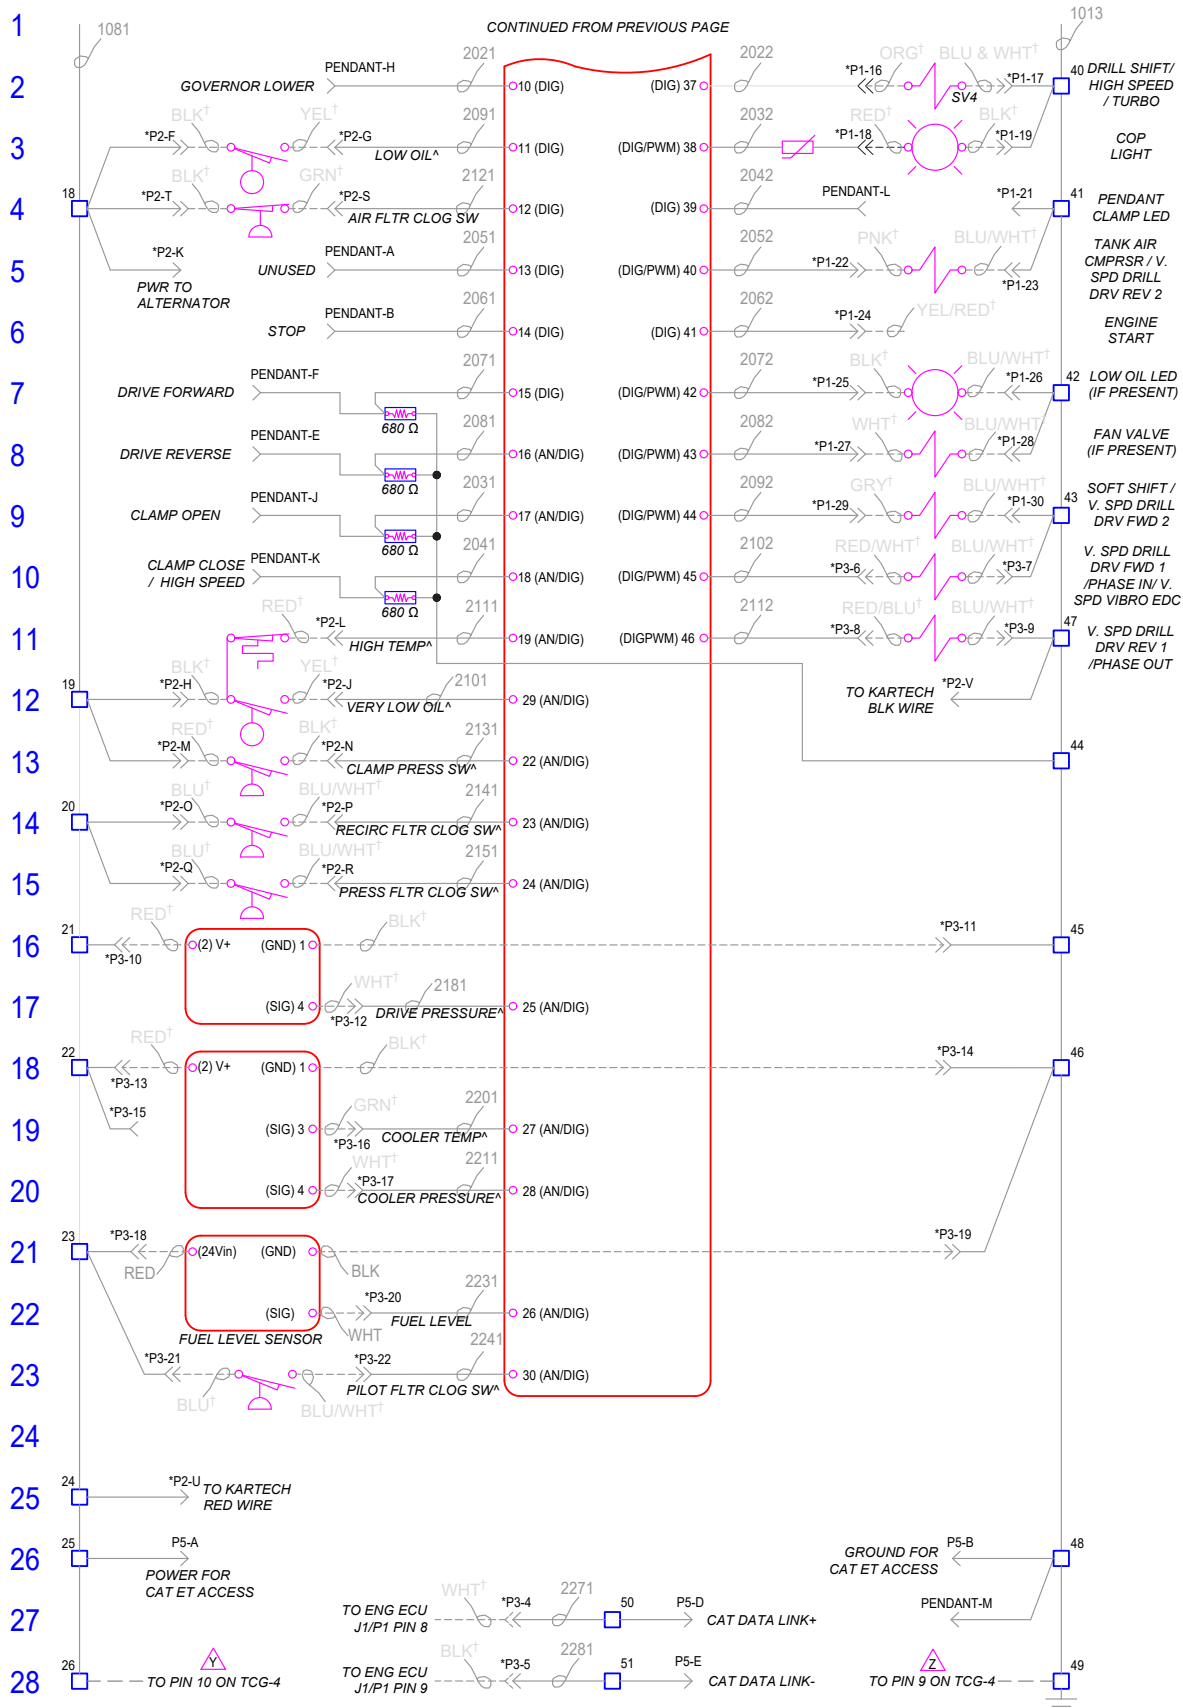 1
1081
CONTINUED FROM PREVIOUS PAGE
1013
2
GOVERNOR LOWER
PENDANT-H
2021
10 (DIG)
(DIG) 37
2022
*P1-16
ORG†
SV4
BLU & WHT†
*P1-17
40
DRILL SHIFT/
HIGH SPEED
/ TURBO
3
*P2-F
BLK†
YEL†
*P2-G
LOW OIL^
2091
11 (DIG)
(DIG/PWM) 38
2032
*P1-18
RED†
BLK†
*P1-19
COP
LIGHT
4
18
*P2-T
BLK†
GRN†
*P2-S
AIR FLTR CLOG SW
2121
12 (DIG)
(DIG) 39
2042
PENDANT-L
*P1-21
41
PENDANT
CLAMP LED
5
*P2-K
PWR TO
ALTERNATOR
UNUSED
PENDANT-A
2051
13 (DIG)
(DIG/PWM) 40
2052
*P1-22
PNK†
BLU/WHT†
*P1-23
TANK AIR
CMPRSR / V.
SPD DRILL
DRV REV 2
6
STOP
PENDANT-B
2061
14 (DIG)
(DIG) 41
2062
*P1-24
YEL/RED†
ENGINE
START
7
DRIVE FORWARD
PENDANT-F
680 Ω
2071
15 (DIG)
(DIG/PWM) 42
2072
*P1-25
BLK†
BLU/WHT†
*P1-26
42
LOW OIL LED
(IF PRESENT)
8
DRIVE REVERSE
PENDANT-E
680 Ω
2081
16 (AN/DIG)
(DIG/PWM) 43
2082
*P1-27
WHT†
BLU/WHT†
*P1-28
FAN VALVE
(IF PRESENT)
9
CLAMP OPEN
PENDANT-J
680 Ω
2031
17 (AN/DIG)
(DIG/PWM) 44
2092
*P1-29
GRY†
BLU/WHT†
*P1-30
43
SOFT SHIFT /
V. SPD DRILL
DRV FWD 2
10
CLAMP CLOSE
/ HIGH SPEED
PENDANT-K
680 Ω
2041
18 (AN/DIG)
(DIG/PWM) 45
2102
*P3-6
RED/WHT†
BLU/WHT†
*P3-7
V. SPD DRILL
DRV FWD 1
/PHASE IN/ V.
SPD VIBRO EDC
11
RED†
*P2-L
HIGH TEMP^
2111
19 (AN/DIG)
(DIGPWM) 46
2112
*P3-8
RED/BLU†
BLU/WHT†
*P3-9
47
V. SPD DRILL
DRV REV 1
/PHASE OUT
12
19
*P2-H
BLK†
YEL†
*P2-J
VERY LOW OIL^
2101
29 (AN/DIG)
TO KARTECH
BLK WIRE
*P2-V
13
*P2-M
RED†
BLK†
*P2-N
CLAMP PRESS SW^
2131
22 (AN/DIG)
44
14
20
*P2-O
BLU†
BLU/WHT†
*P2-P
RECIRC FLTR CLOG SW^
2141
23 (AN/DIG)
15
*P2-Q
BLU†
BLU/WHT†
*P2-R
PRESS FLTR CLOG SW^
2151
24 (AN/DIG)
16
21
*P3-10
RED†
(2) V+
(GND) 1
BLK†
*P3-11
45
17
(SIG) 4
WHT†
*P3-12
DRIVE PRESSURE^
2181
25 (AN/DIG)
18
22
*P3-13
RED†
(2) V+
(GND) 1
BLK†
*P3-14
46
19
*P3-15
(SIG) 3
GRN†
*P3-16
COOLER TEMP^
2201
27 (AN/DIG)
20
(SIG) 4
WHT†
*P3-17
COOLER PRESSURE^
2211
28 (AN/DIG)
21
23
*P3-18
RED
(24Vin)
(GND)
BLK
*P3-19
22
(SIG)
WHT
*P3-20
FUEL LEVEL
2231
26 (AN/DIG)
FUEL LEVEL SENSOR
23
*P3-21
BLU†
BLU/WHT†
*P3-22
PILOT FLTR CLOG SW^
2241
30 (AN/DIG)
24
25
24
*P2-U
TO KARTECH
RED WIRE
26
25
P5-A
POWER FOR
CAT ET ACCESS
GROUND FOR
CAT ET ACCESS
P5-B
48
27
TO ENG ECU
J1/P1 PIN 8
WHT†
*P3-4
2271
50
P5-D
CAT DATA LINK+
PENDANT-M
28
26
Y
TO PIN 10 ON TCG-4
TO ENG ECU
J1/P1 PIN 9
BLK†
*P3-5
2281
51
P5-E
CAT DATA LINK-
Z
TO PIN 9 ON TCG-4
49